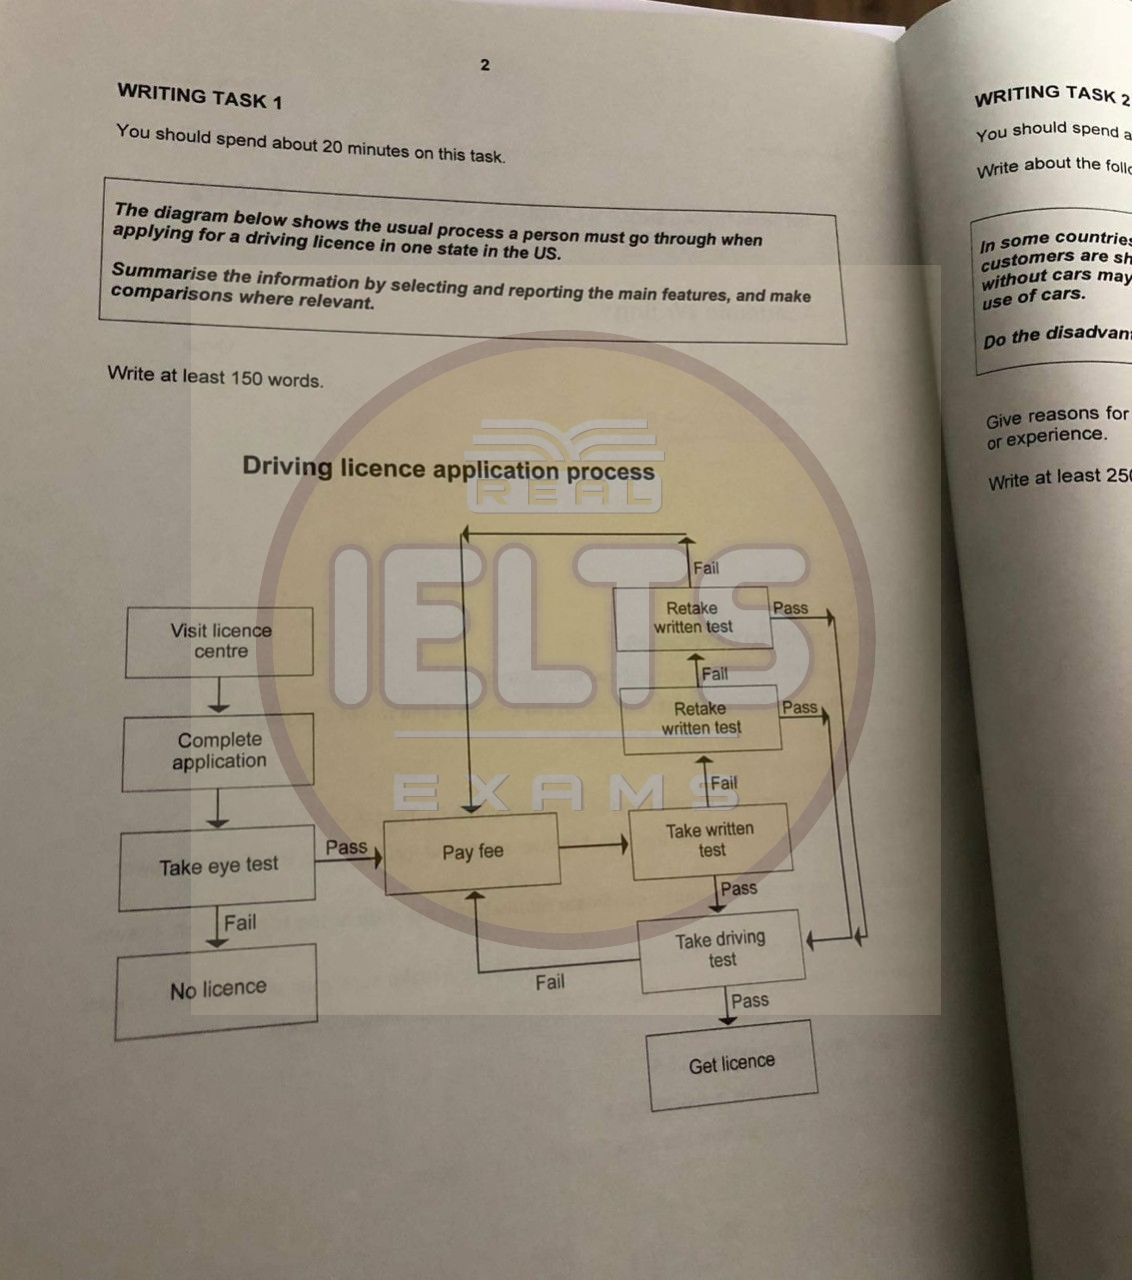 2
WRITING TASK 1
You should spend about 20 minutes on this task.
The diagram below shows the usual process a person must go through when
applying for a driving licence in one state in the US.
Summarise the information by selecting and reporting the main features, and make
comparisons where relevant.
Write at least 150 words.
Driving licence application process
REAL
IELTS
EXAMS
Visit licence
centre
Complete
application
Take eye test
Pass
Fail
No licence
Pay fee
Fail
Retake
written test
Pass
Fail
Retake
written test
Pass
Fail
Take written
test
Pass
Take driving
test
Fail
Pass
Get licence
WRITING TASK 2
You should spend a
Write about the follo
In some countries
customers are sh
without cars may
use of cars.
Do the disadvan
Give reasons for
or experience.
Write at least 250